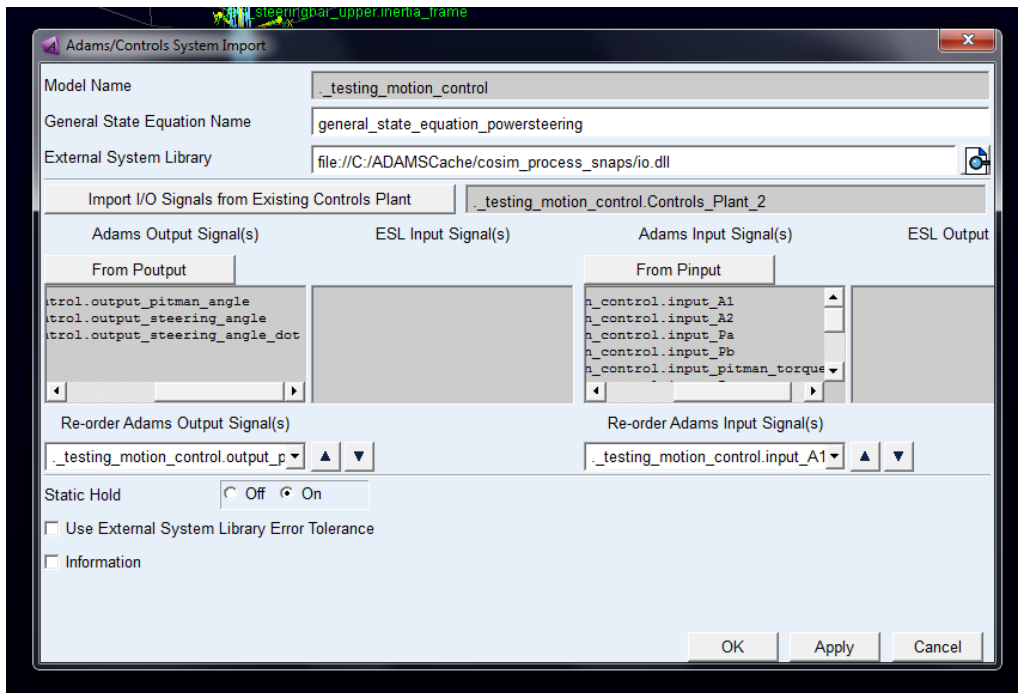 steeringbar_upper.inertia_frame
Adams/Controls System Import
Model Name
._testing_motion_control
General State Equation Name
general_state_equation_powersteering
External System Library
file://C:/ADAMSCache/cosim_process_snaps/io.dll
Import I/O Signals from Existing Controls Plant
._testing_motion_control.Controls_Plant_2
Adams Output Signal(s) ESL Input Signal(s) Adams Input Signal(s) ESL Output
From Poutput From Pinput
ntrol.output_pitman_angle
ntrol.output_steering_angle
ntrol.output_steering_angle_dot
n_control.input_A1
n_control.input_A2
n_control.input_Pa
n_control.input_Pb
n_control.input_pitman_torque
Re-order Adams Output Signal(s) Re-order Adams Input Signal(s)
._testing_motion_control.output_p ._testing_motion_control.input_A1
Static Hold Off On
Use External System Library Error Tolerance
Information
OK Apply Cancel